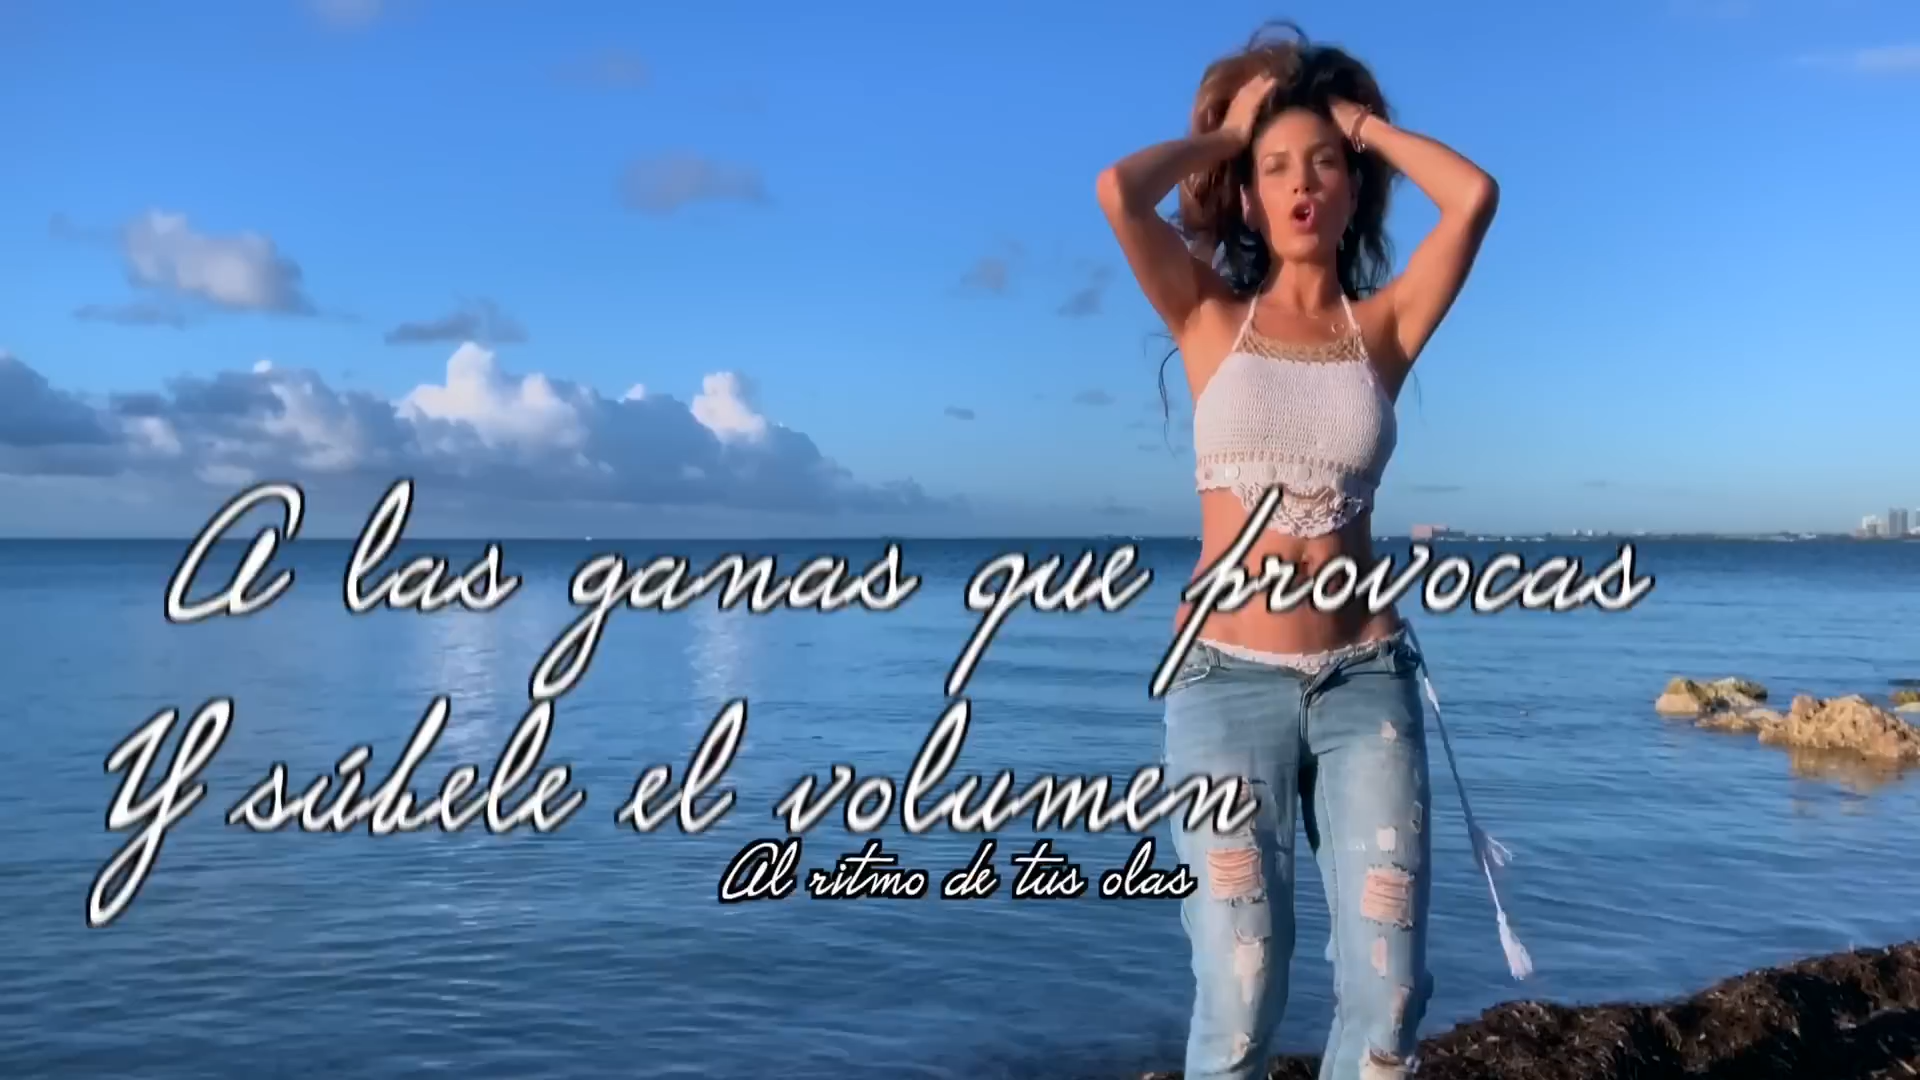 A las ganas que provocas
Y súbele el volumen
Al ritmo de tus olas